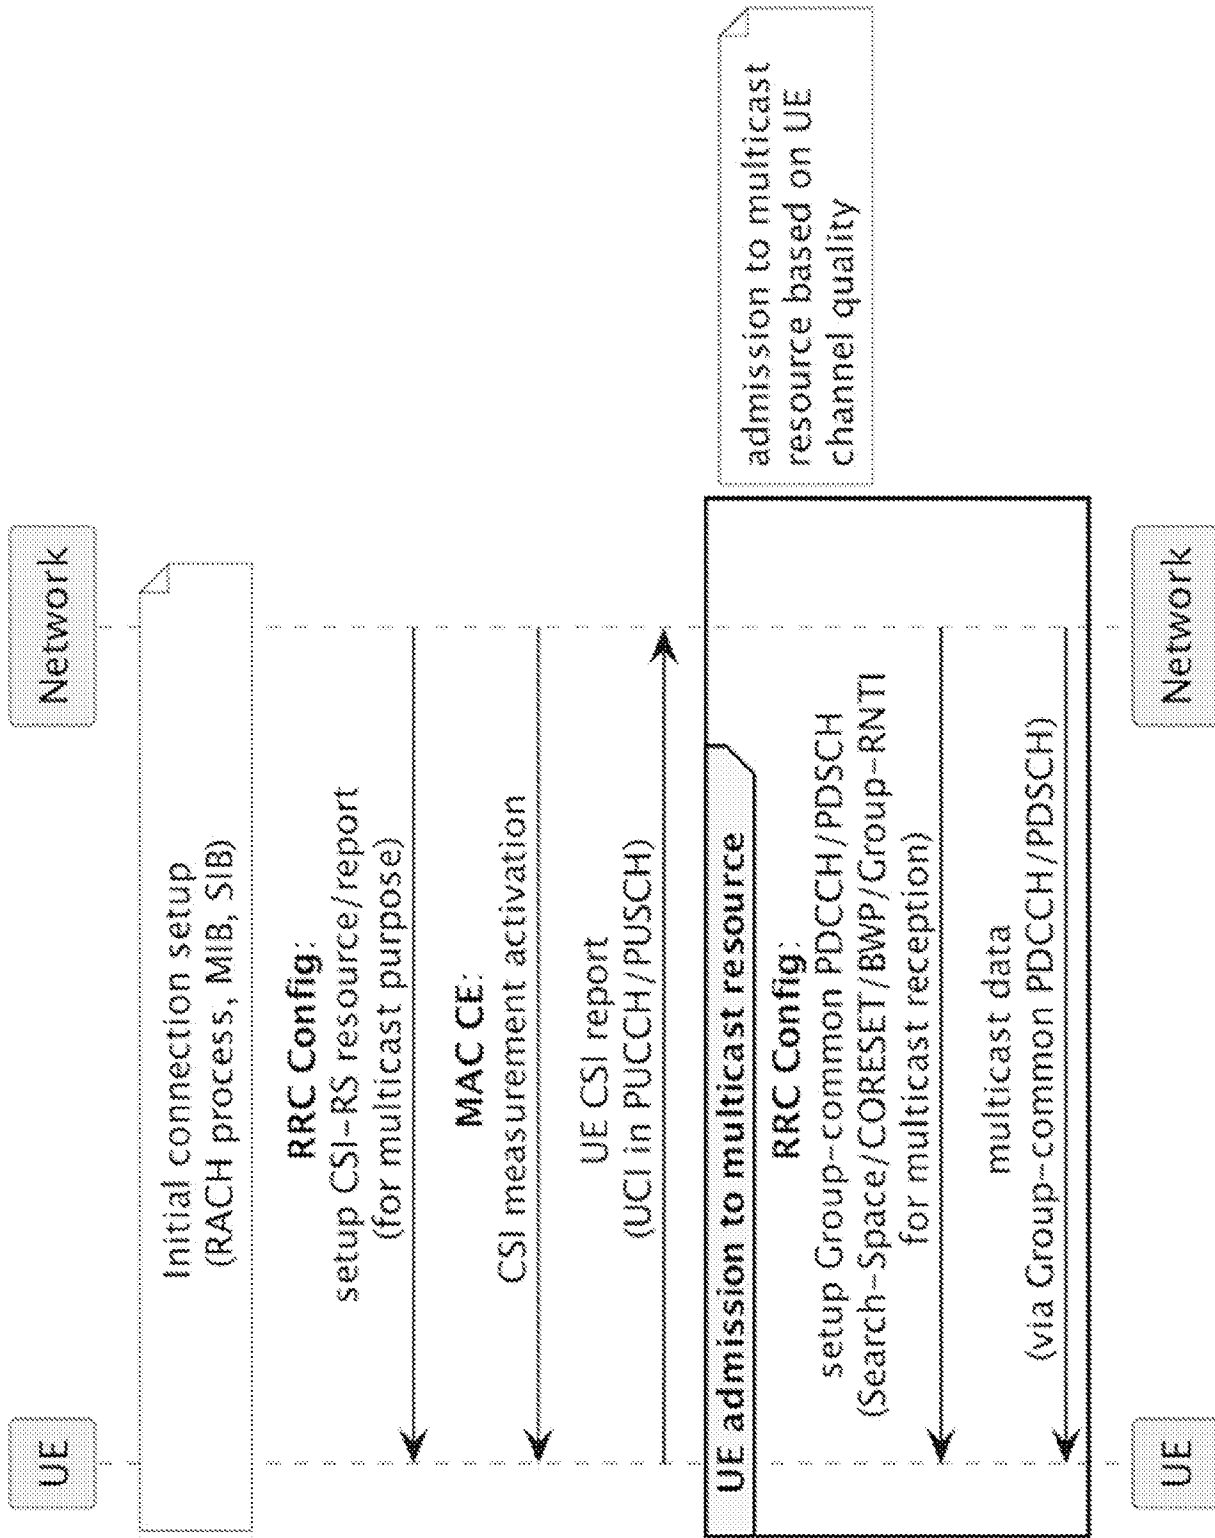 UE
Network
Initial connection setup
(RACH process, MIB, SIB)
RRC Config:
setup CSI-RS resource/report
(for multicast purpose)
MAC CE:
CSI measurement activation
UE CSI report
(UCI in PUCCH/PUSCH)
UE admission to multicast resource
admission to multicast
resource based on UE
channel quality
RRC Config:
setup Group-common PDCCH/PDSCH
(Search-Space/CORESET/BWP/Group-RNTI
for multicast reception)
multicast data
(via Group-common PDCCH/PDSCH)
UE
Network